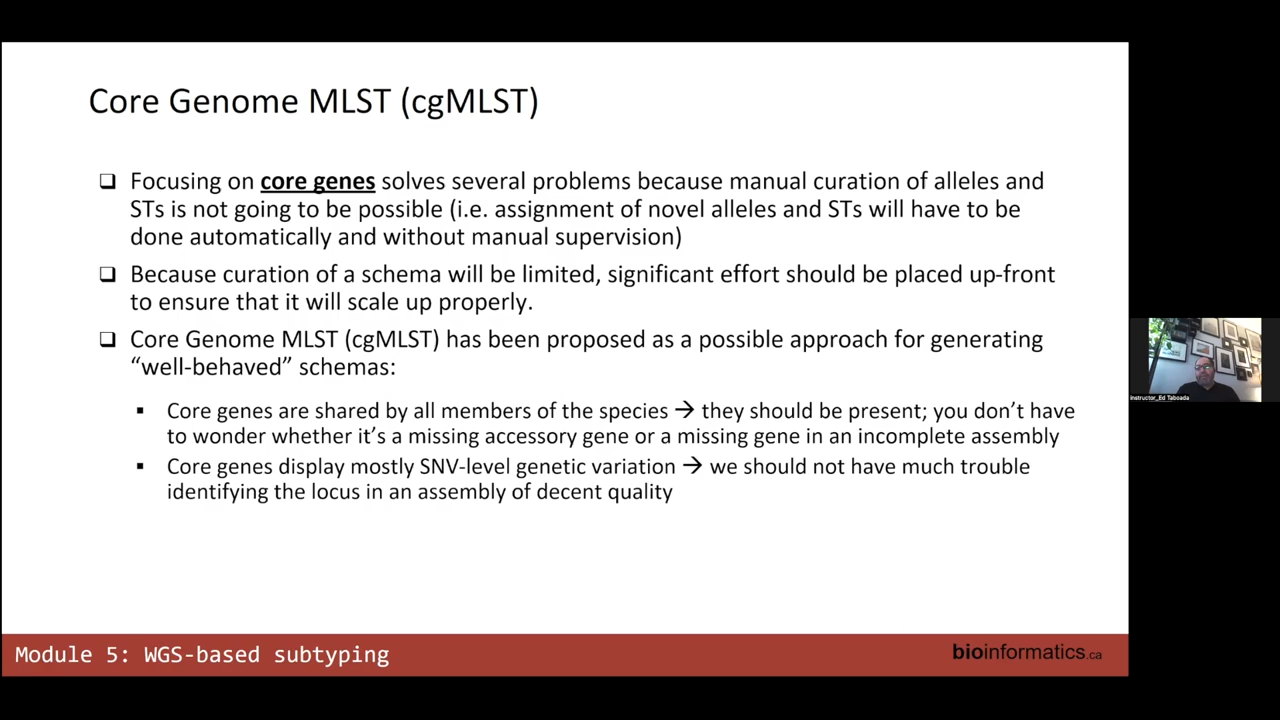 Core Genome MLST (cgMLST)
❑ Focusing on core genes solves several problems because manual curation of alleles and
STs is not going to be possible (i.e. assignment of novel alleles and STs will have to be
done automatically and without manual supervision)
❑ Because curation of a schema will be limited, significant effort should be placed up-front
to ensure that it will scale up properly.
❑ Core Genome MLST (cgMLST) has been proposed as a possible approach for generating
“well-behaved” schemas:
▪ Core genes are shared by all members of the species → they should be present; you don’t have
to wonder whether it’s a missing accessory gene or a missing gene in an incomplete assembly
▪ Core genes display mostly SNV-level genetic variation → we should not have much trouble
identifying the locus in an assembly of decent quality
instructor_Ed Taboada
Module 5: WGS-based subtyping
bioinformatics.ca